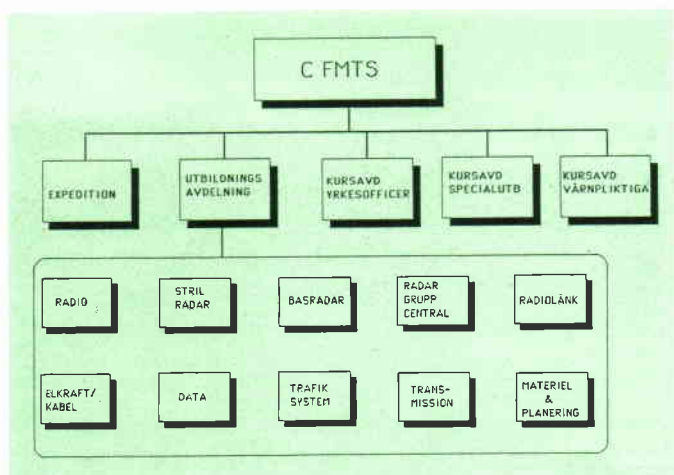 C FMTS
EXPEDITION
UTBILDNINGS
AVDELNING
KURSAVD
YRKESOFFICER
KURSAVD
SPECIALUTB
KURSAVD
VÄRNPLIKTIGA
RADIO
STRIL
RADAR
BASRADAR
RADAR
GRUPP
CENTRAL
RADIOLÄNK
ELKRAFT/
KABEL
DATA
TRAFIK
SYSTEM
TRANS-
MISSION
MATERIEL
&
PLANERING